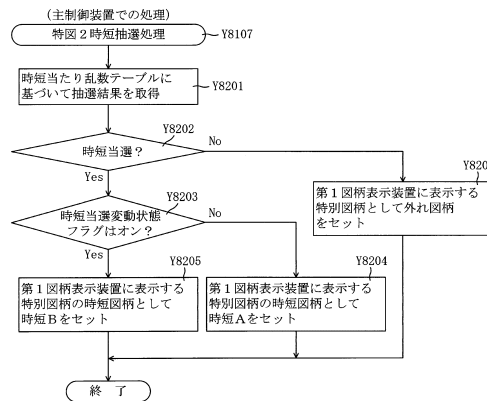 (主制御装置での処理)
特図２時短抽選処理
Y8107
時短当たり乱数テーブルに
基づいて抽選結果を取得
Y8201
時短当選？
Y8202
No
Yes
Y820
第１図柄表示装置に表示する
特別図柄として外れ図柄
をセット
時短当選変動状態
フラグはオン？
Y8203
No
Yes
Y8205
第１図柄表示装置に表示する
特別図柄の時短図柄として
時短Ｂをセット
Y8204
第１図柄表示装置に表示する
特別図柄の時短図柄として
時短Ａをセット
終 了